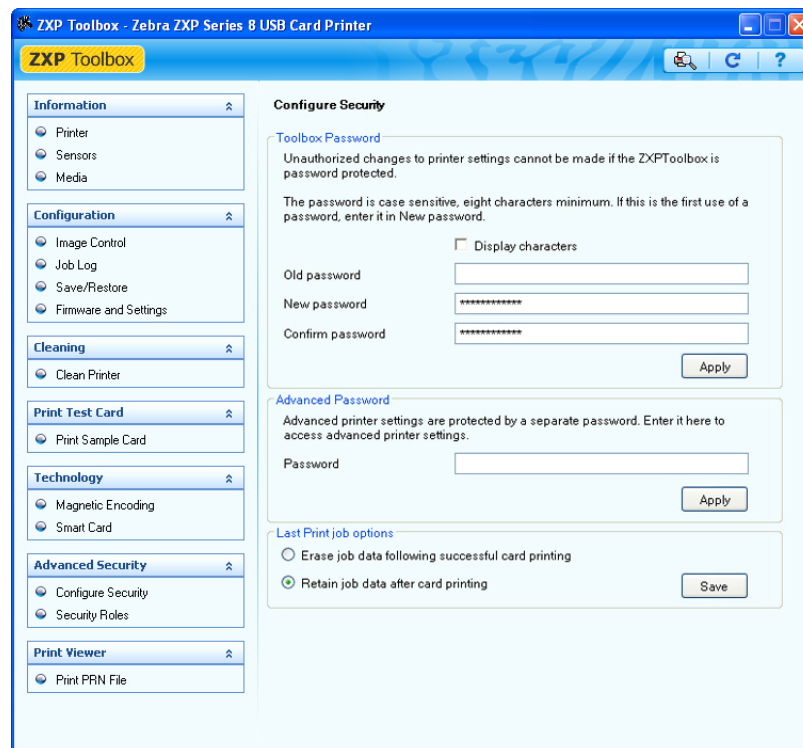 ZXP Toolbox - Zebra ZXP Series 8 USB Card Printer
ZXP Toolbox
?
Information
Printer
Sensors
Media
Configuration
Image Control
Job Log
Save/Restore
Firmware and Settings
Cleaning
Clean Printer
Print Test Card
Print Sample Card
Technology
Magnetic Encoding
Smart Card
Advanced Security
Configure Security
Security Roles
Print Viewer
Print PRN File
Configure Security
Toolbox Password
Unauthorized changes to printer settings cannot be made if the ZXPToolbox is
password protected.
The password is case sensitive, eight characters minimum. If this is the first use of a
password, enter it in New password.
Display characters
Old password
New password ************
Confirm password ************
Apply
Advanced Password
Advanced printer settings are protected by a separate password. Enter it here to
access advanced printer settings.
Password
Apply
Last Print job options
Erase job data following successful card printing
Retain job data after card printing
Save